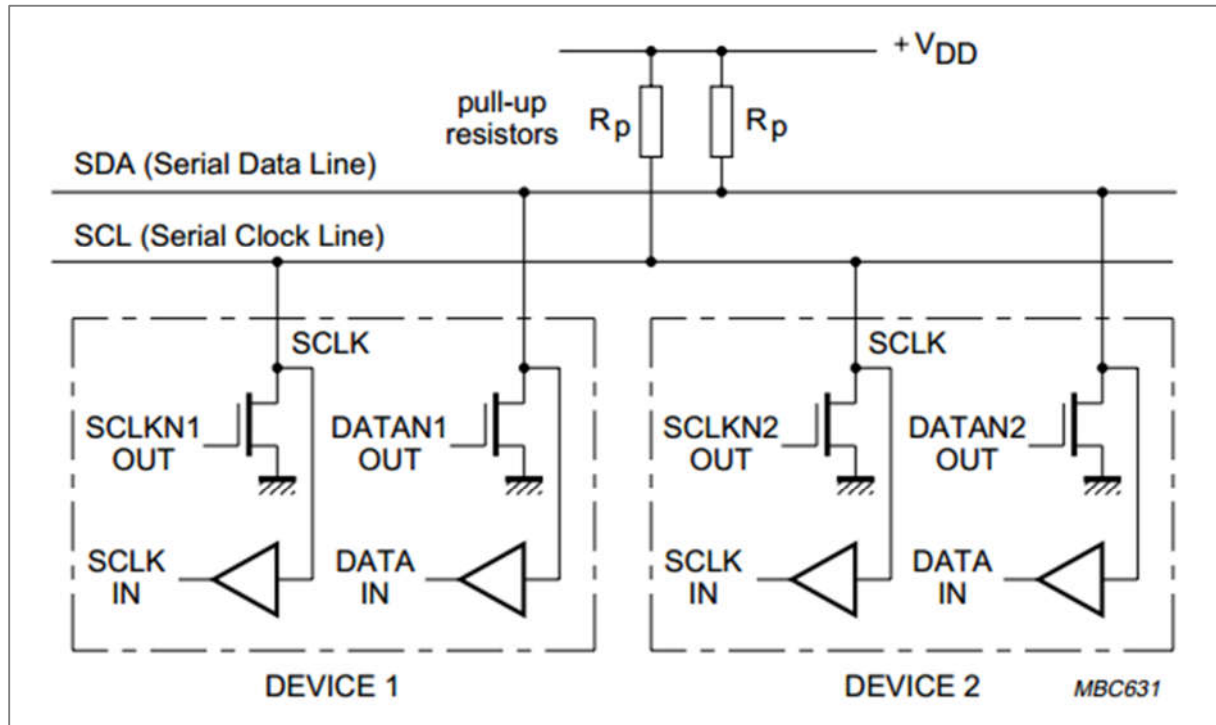 + VDD
pull-up
resistors
Rp
Rp
SDA (Serial Data Line)
SCL (Serial Clock Line)
SCLK
SCLKN1
OUT
DATAN1
OUT
SCLK
IN
DATA
IN
DEVICE 1
SCLK
SCLKN2
OUT
DATAN2
OUT
SCLK
IN
DATA
IN
DEVICE 2
MBC631